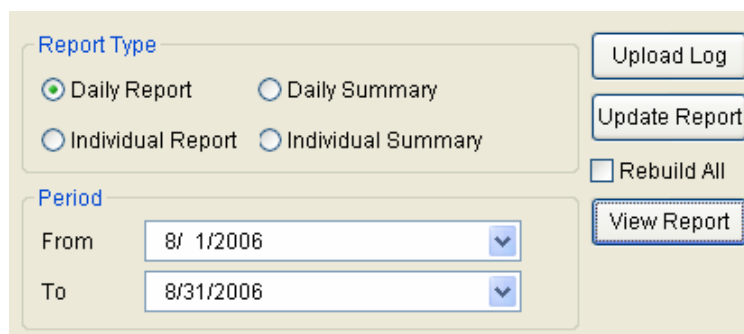 Report Type
Daily Report
Daily Summary
Individual Report
Individual Summary
Period
From 8/ 1/2006
To 8/31/2006
Upload Log
Update Report
Rebuild All
View Report